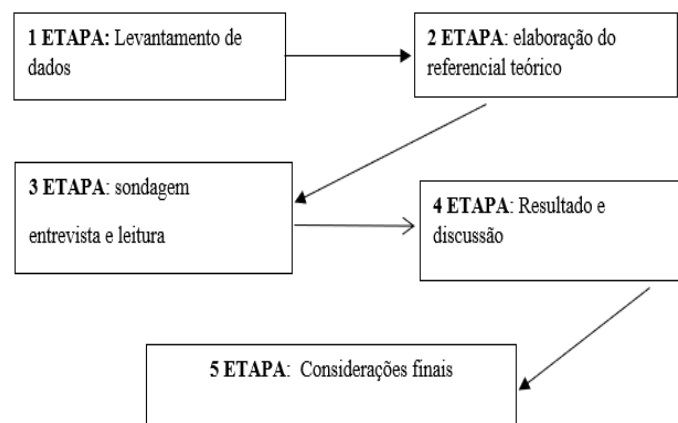 1 ETAPA: Levantamento de
dados
2 ETAPA: elaboração do
referencial teórico
3 ETAPA: sondagem
entrevista e leitura
4 ETAPA: Resultado e
discussão
5 ETAPA: Considerações finais